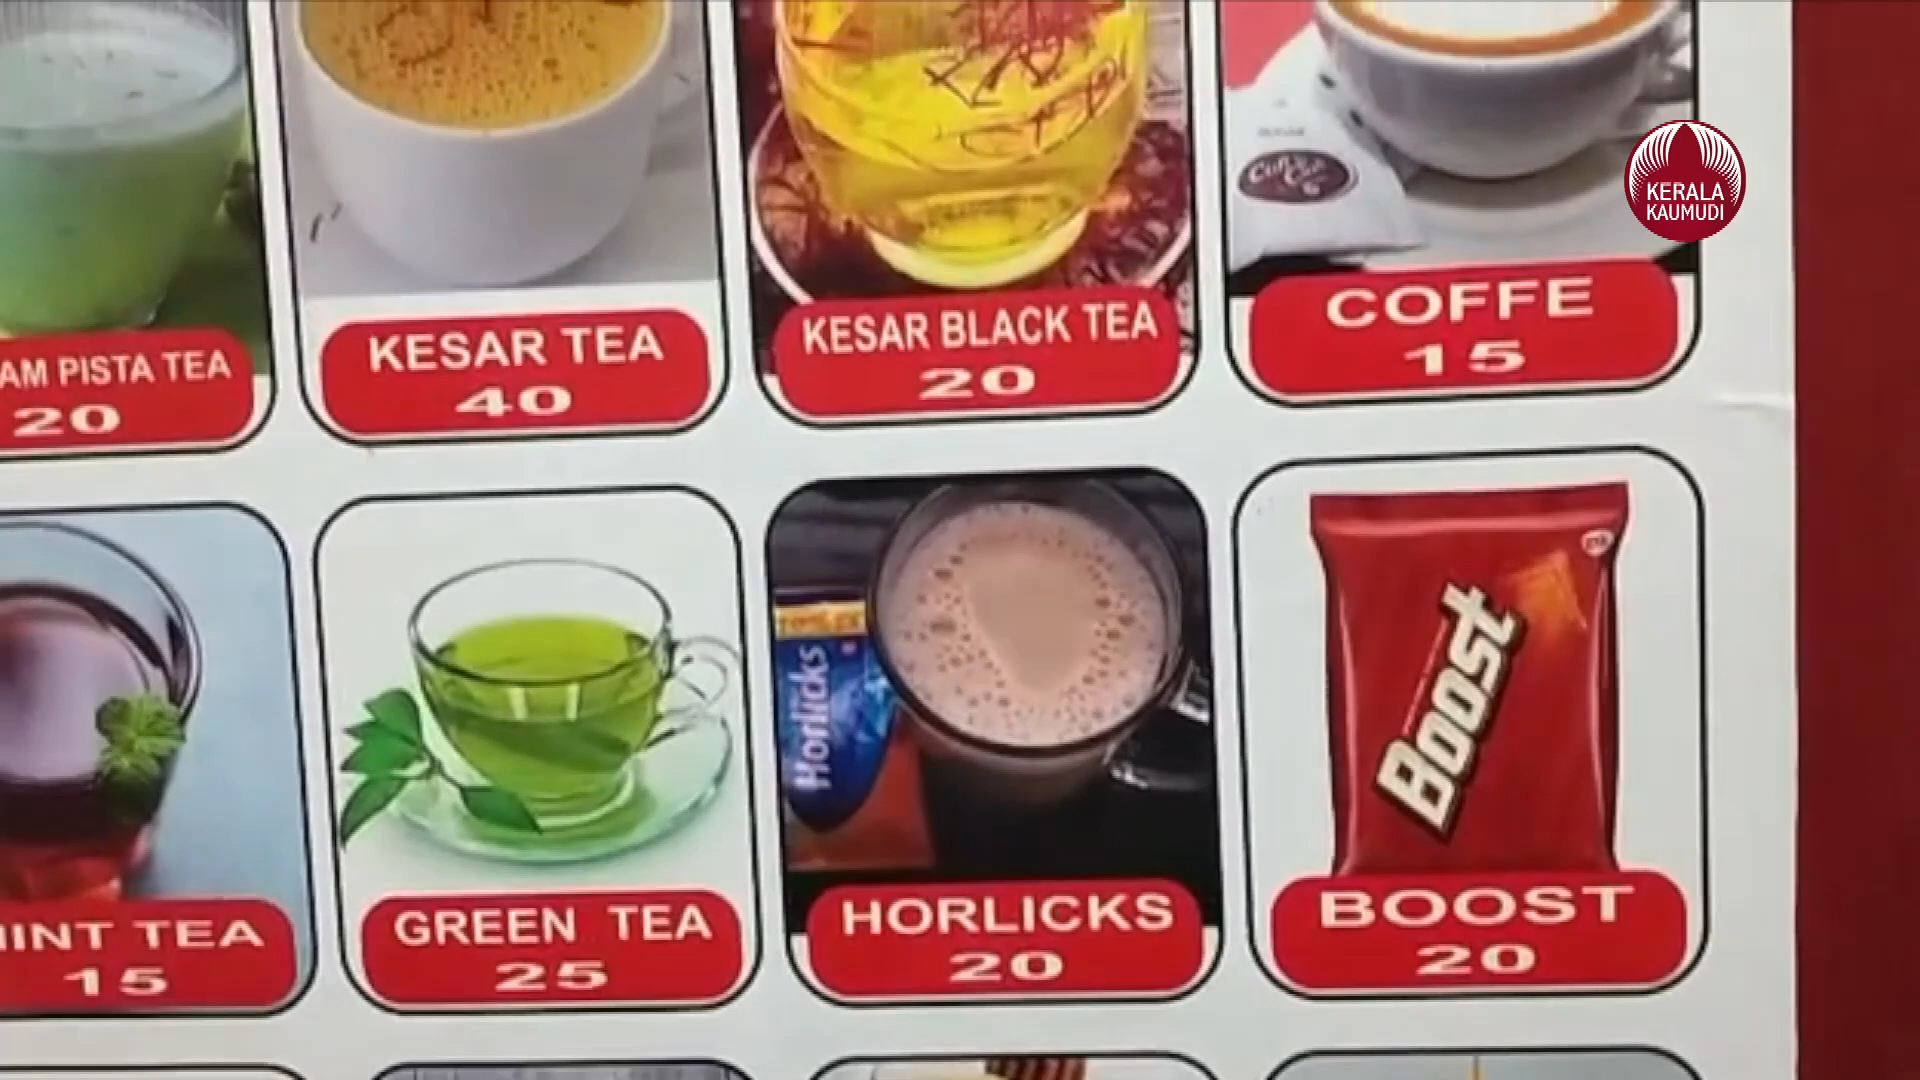 KERALA
KAUMUDI
AM PISTA TEA
20
KESAR TEA
40
KESAR BLACK TEA
20
COFFE
15
Horlicks
Boost
INT TEA
15
GREEN TEA
25
HORLICKS
20
BOOST
20